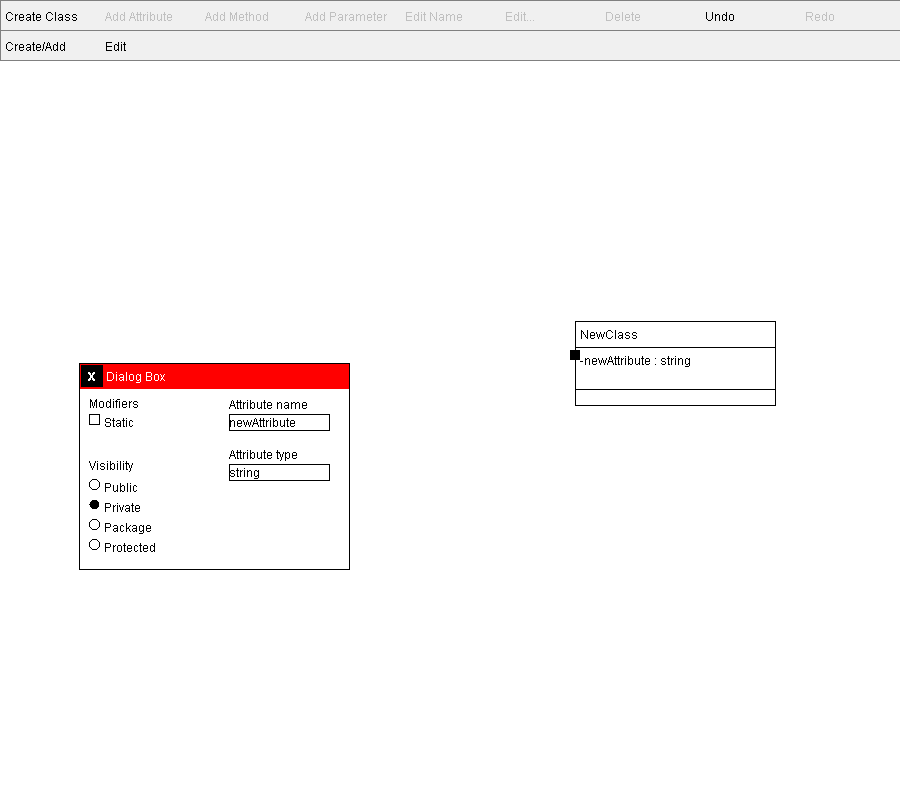 Create Class Add Attribute Add Method Add Parameter Edit Name Edit... Delete Undo Redo
Create/Add Edit
NewClass
-newAttribute : string
X Dialog Box
Modifiers
Static
Visibility
Public
Private
Package
Protected
Attribute name
newAttribute
Attribute type
string